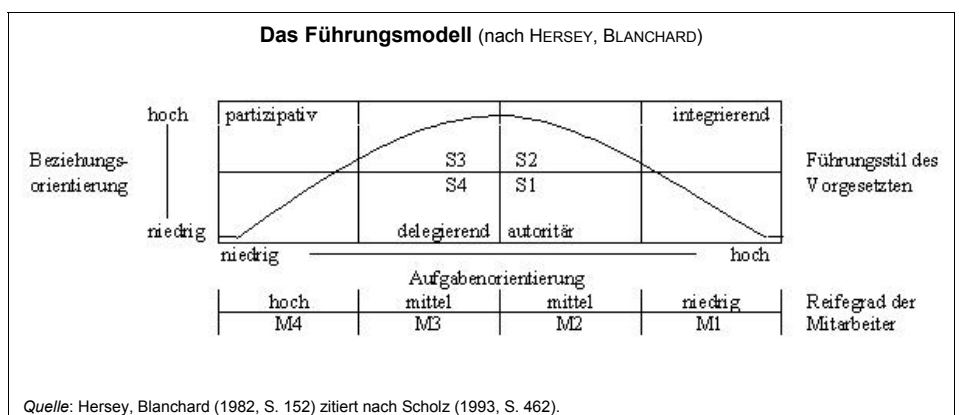 Das Führungsmodell (nach HERSEY, BLANCHARD)
hoch
partizipativ
integrierend
Beziehungs-
orientierung
S3
S2
Führungsstil des
Vorgesetzten
S4
S1
niedrig
delegierend
autoritär
niedrig
hoch
Aufgabenorientierung
hoch
mittel
mittel
niedrig
Reifegrad der
Mitarbeiter
M4
M3
M2
M1
Quelle: Hersey, Blanchard (1982, S. 152) zitiert nach Scholz (1993, S. 462).